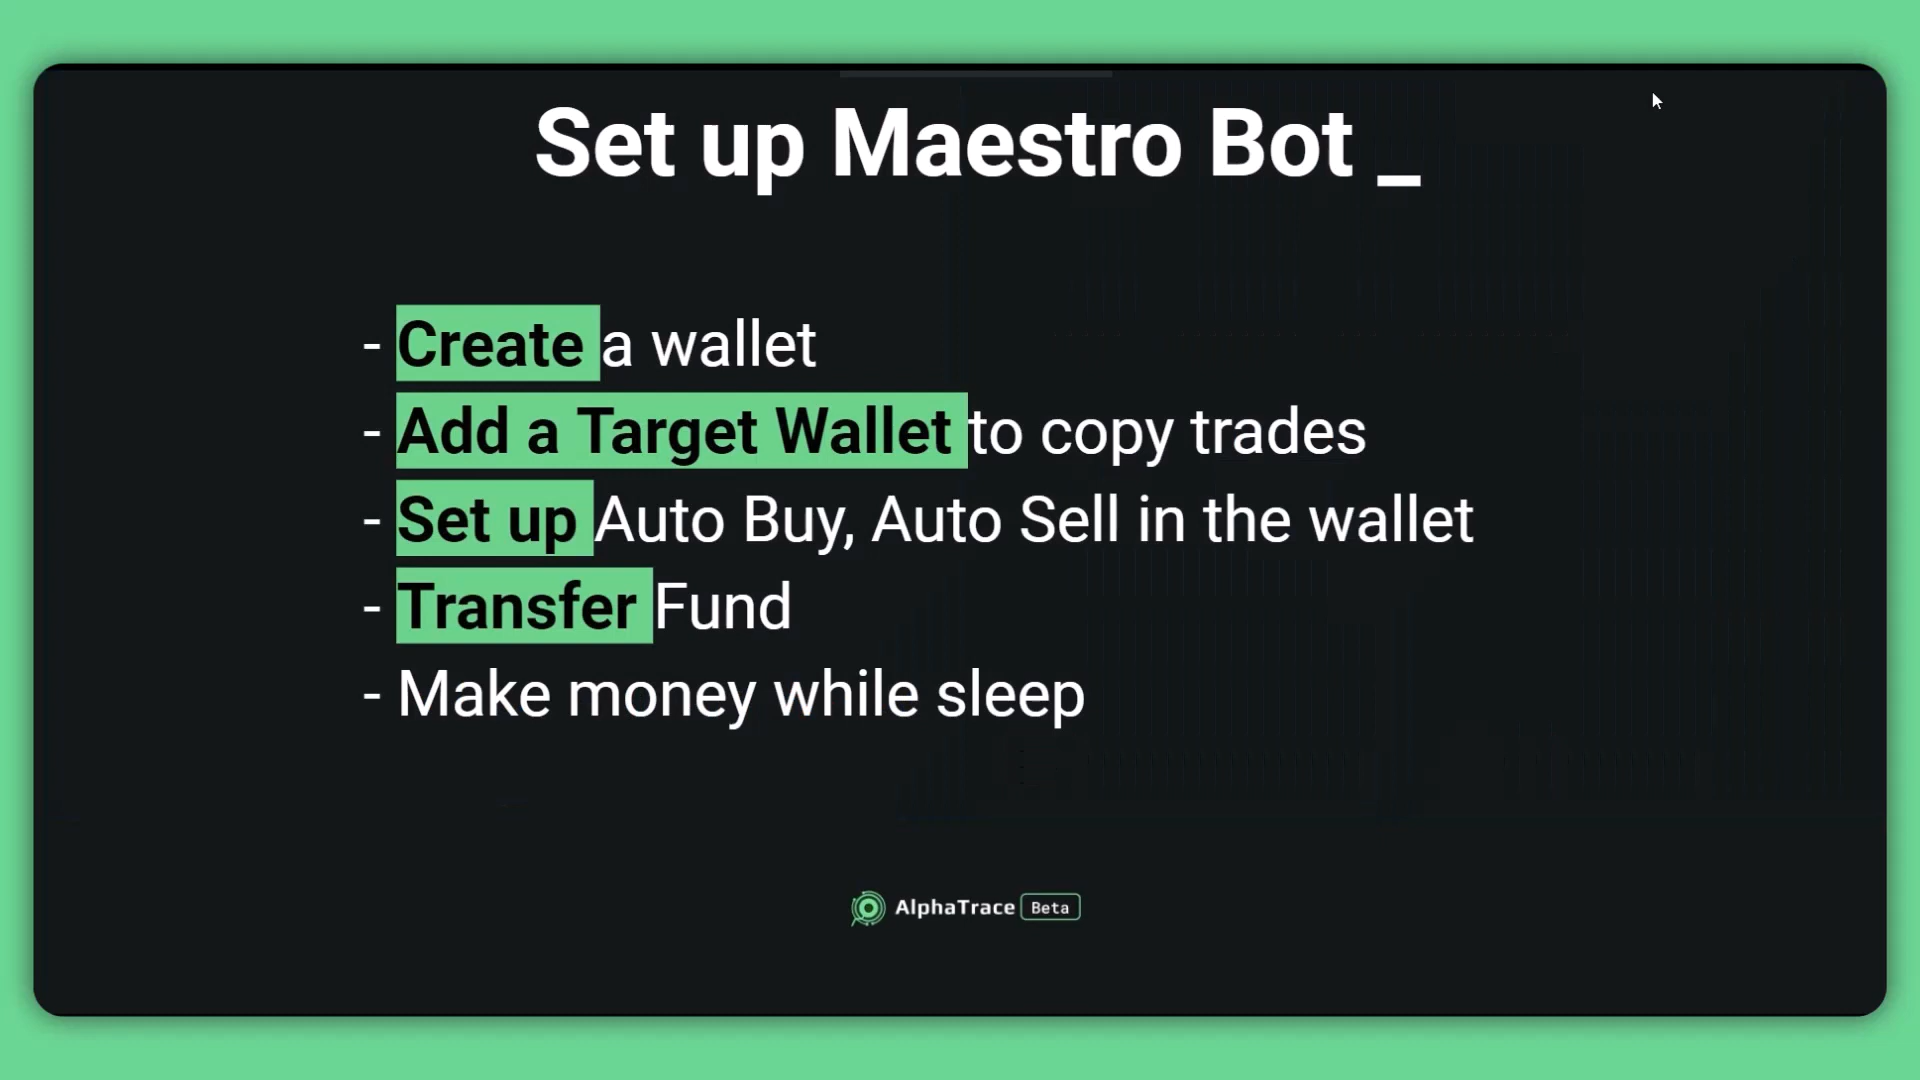 Set up Maestro Bot _
- Create a wallet
- Add a Target Wallet to copy trades
- Set up Auto Buy, Auto Sell in the wallet
- Transfer Fund
- Make money while sleep
AlphaTrace Beta